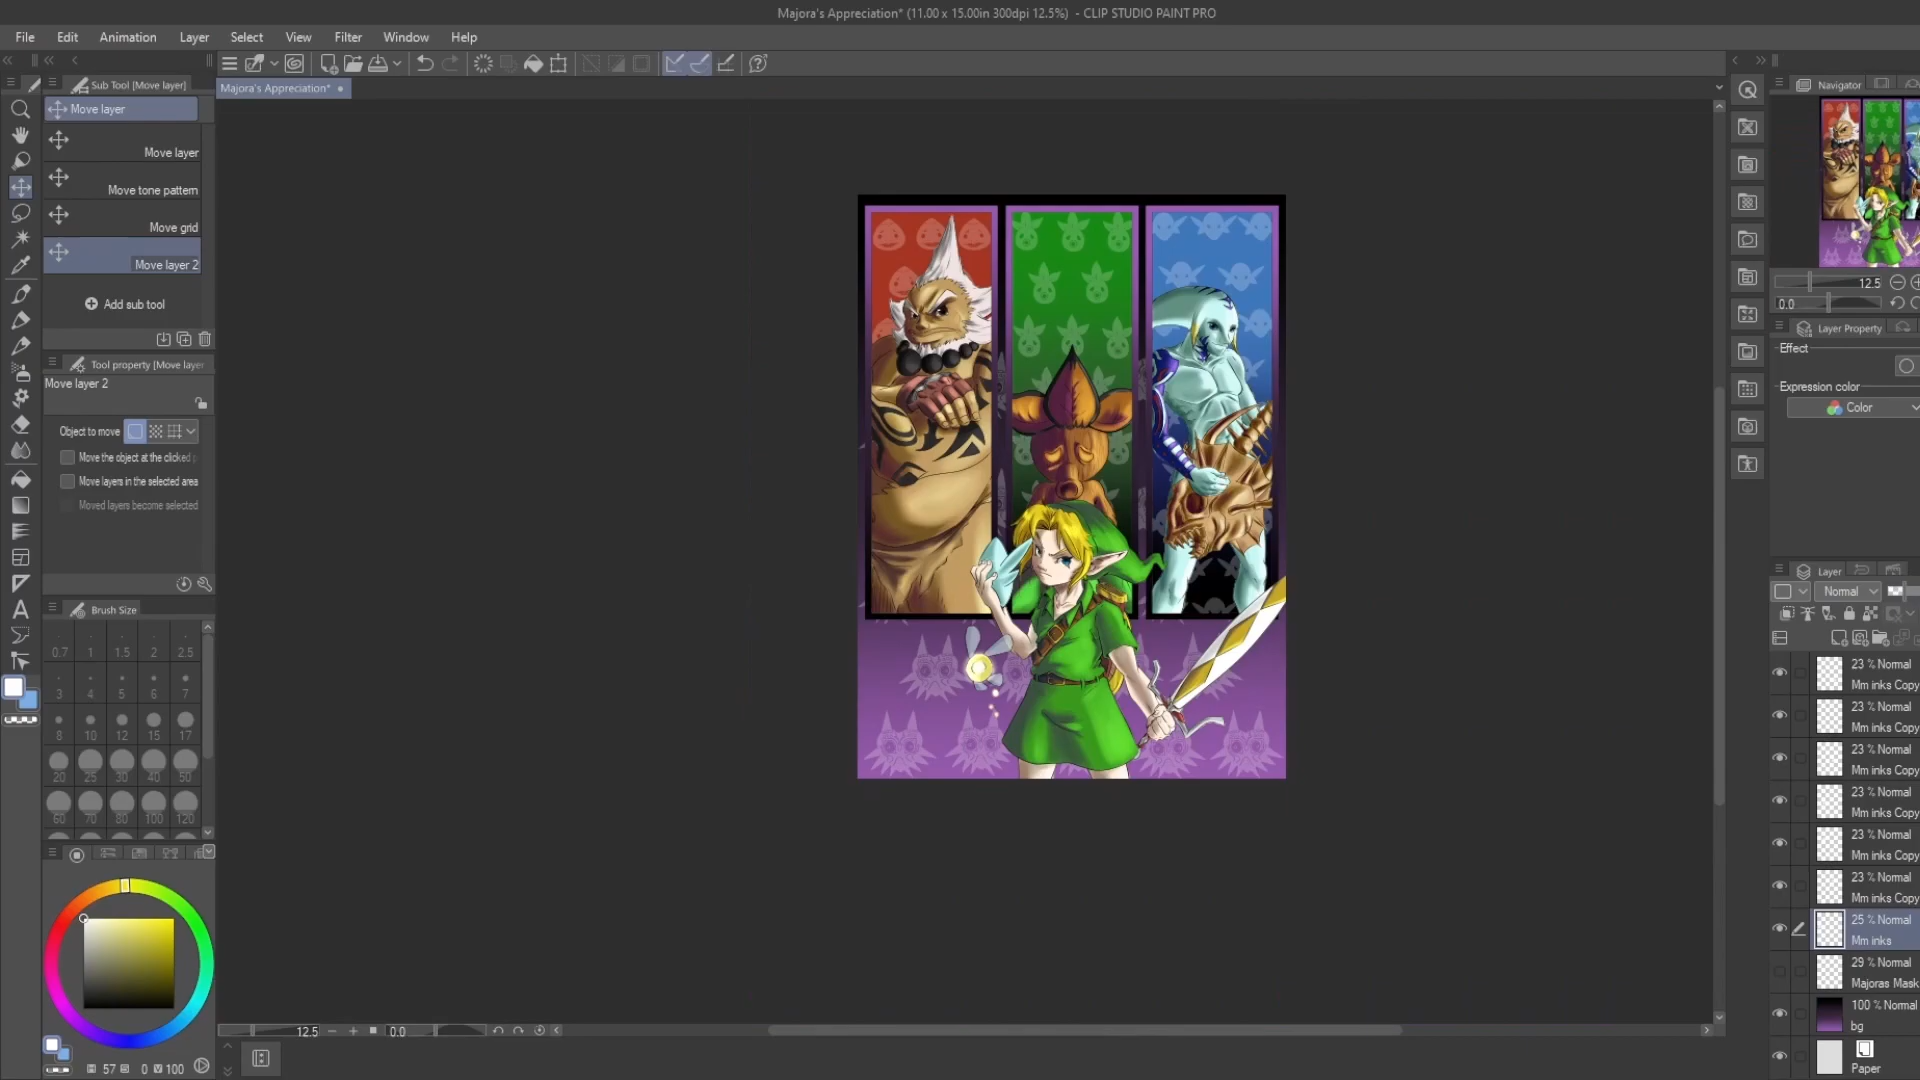 Majora's Appreciation* (11.00 x 15.00in 300dpi 12.5%) - CLIP STUDIO PAINT PRO
File Edit Animation Layer Select View Filter Window Help
Sub Tool [Move layer]
Majora's Appreciation*
Navigator
Move layer
Move layer
Move tone pattern
Move grid
Move layer 2
Add sub tool
Tool property [Move layer
Move layer 2
Object to move
Move the object at the clicked p
Move layers in the selected area
Moved layers become selected
Brush Size
0.7 1 1.5 2 2.5
3 4 5 6 7
8 10 12 15 17
20 25 30 40 50
60 70 80 100 120
57 0 V 100
12.5 0.0
12.5
0.0
Layer Property
Effect
Expression color
Color
Layer
Normal
23 % Normal
Mm inks Copy
23 % Normal
Mm inks Copy
23 % Normal
Mm inks Copy
23 % Normal
Mm inks Copy
23 % Normal
Mm inks Copy
23 % Normal
Mm inks Copy
25 % Normal
Mm inks
29 % Normal
Majoras Mask
100 % Normal
bg
Paper